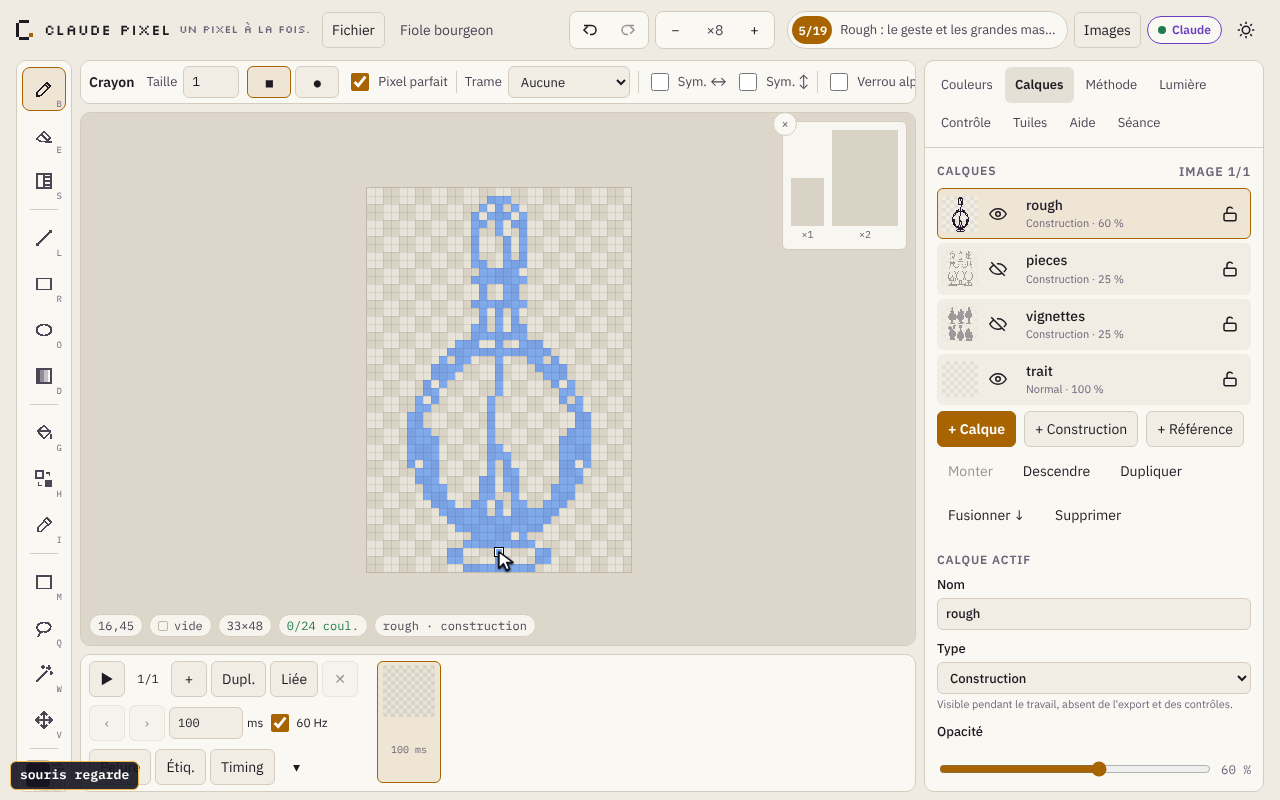 CLAUDE PIXEL UN PIXEL À LA FOIS. Fichier Fiole bourgeon − ×8 + 5/19 Rough : le geste et les grandes mas… Images Claude
Crayon Taille 1 Pixel parfait Trame Aucune Sym. ↔ Sym. ↕ Verrou alp
B
E
S
L
R
O
D
G
H
I
M
Q
W
V
×
×1 ×2
16,45 vide 33×48 0/24 coul. rough · construction
1/1 + Dupl. Liée ×
‹ › 100 ms 60 Hz
100 ms
Étiq. Timing ▼
souris regarde
Couleurs Calques Méthode Lumière
Contrôle Tuiles Aide Séance
CALQUES IMAGE 1/1
rough
Construction · 60 %
pieces
Construction · 25 %
vignettes
Construction · 25 %
trait
Normal · 100 %
+ Calque + Construction + Référence
Monter Descendre Dupliquer
Fusionner ↓ Supprimer
CALQUE ACTIF
Nom
rough
Type
Construction
Visible pendant le travail, absent de l'export et des contrôles.
Opacité
60 %